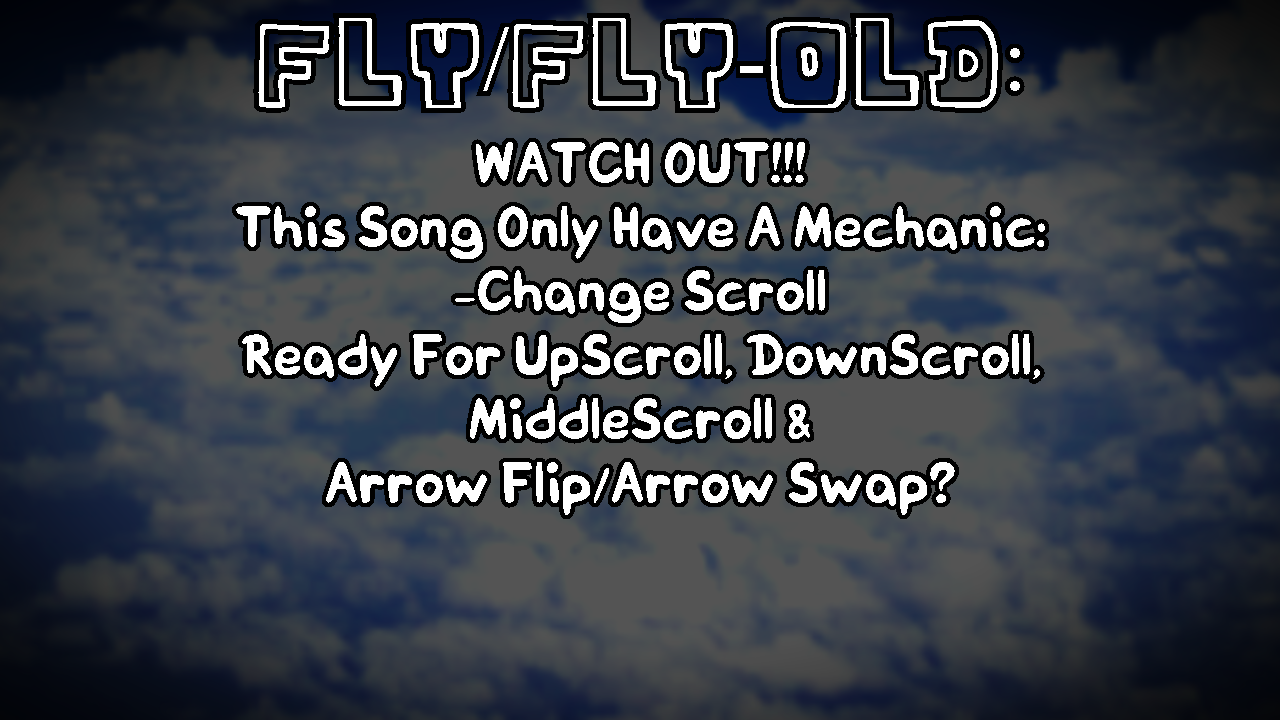 FLY/FLY-OLD:
WATCH OUT!!!
This Song Only Have A Mechanic:
-Change Scroll
Ready For UpScroll, DownScroll,
MiddleScroll &
Arrow Flip/Arrow Swap?